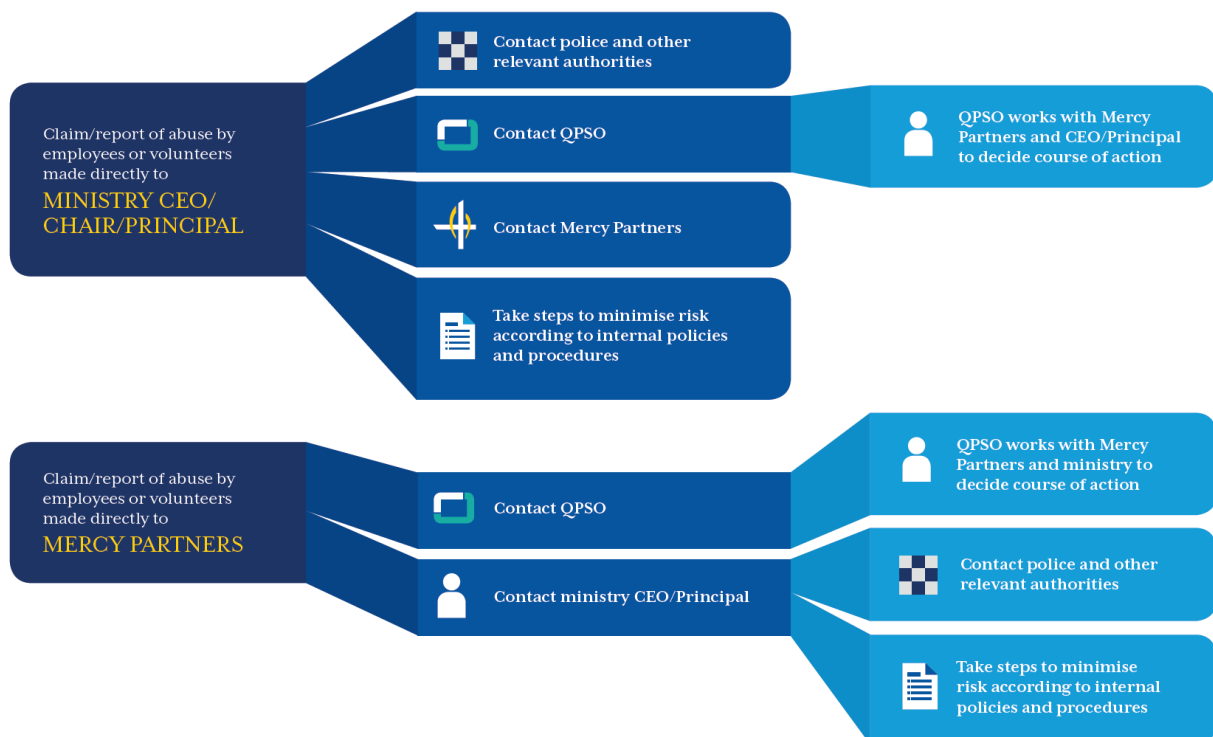 Claim/report of abuse by
employees or volunteers
made directly to
MINISTRY CEO/
CHAIR/PRINCIPAL
Contact police and other
relevant authorities
Contact QPSO
QPSO works with Mercy
Partners and CEO/Principal
to decide course of action
Contact Mercy Partners
Take steps to minimise risk
according to internal policies
and procedures
Claim/report of abuse by
employees or volunteers
made directly to
MERCY PARTNERS
Contact QPSO
QPSO works with Mercy
Partners and ministry to
decide course of action
Contact ministry CEO/Principal
Contact police and other
relevant authorities
Take steps to minimise
risk according to internal
policies and procedures